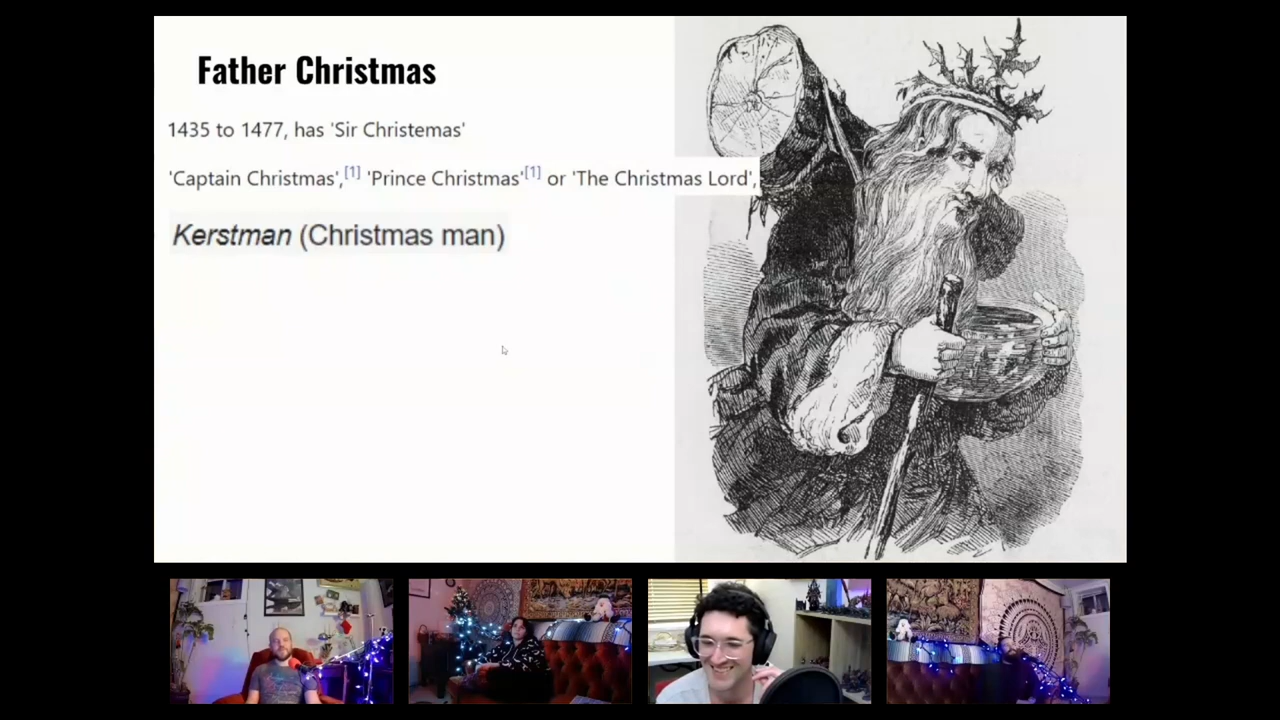 Father Christmas
1435 to 1477, has 'Sir Christemas'
'Captain Christmas',[1] 'Prince Christmas'[1] or 'The Christmas Lord',
Kerstman (Christmas man)